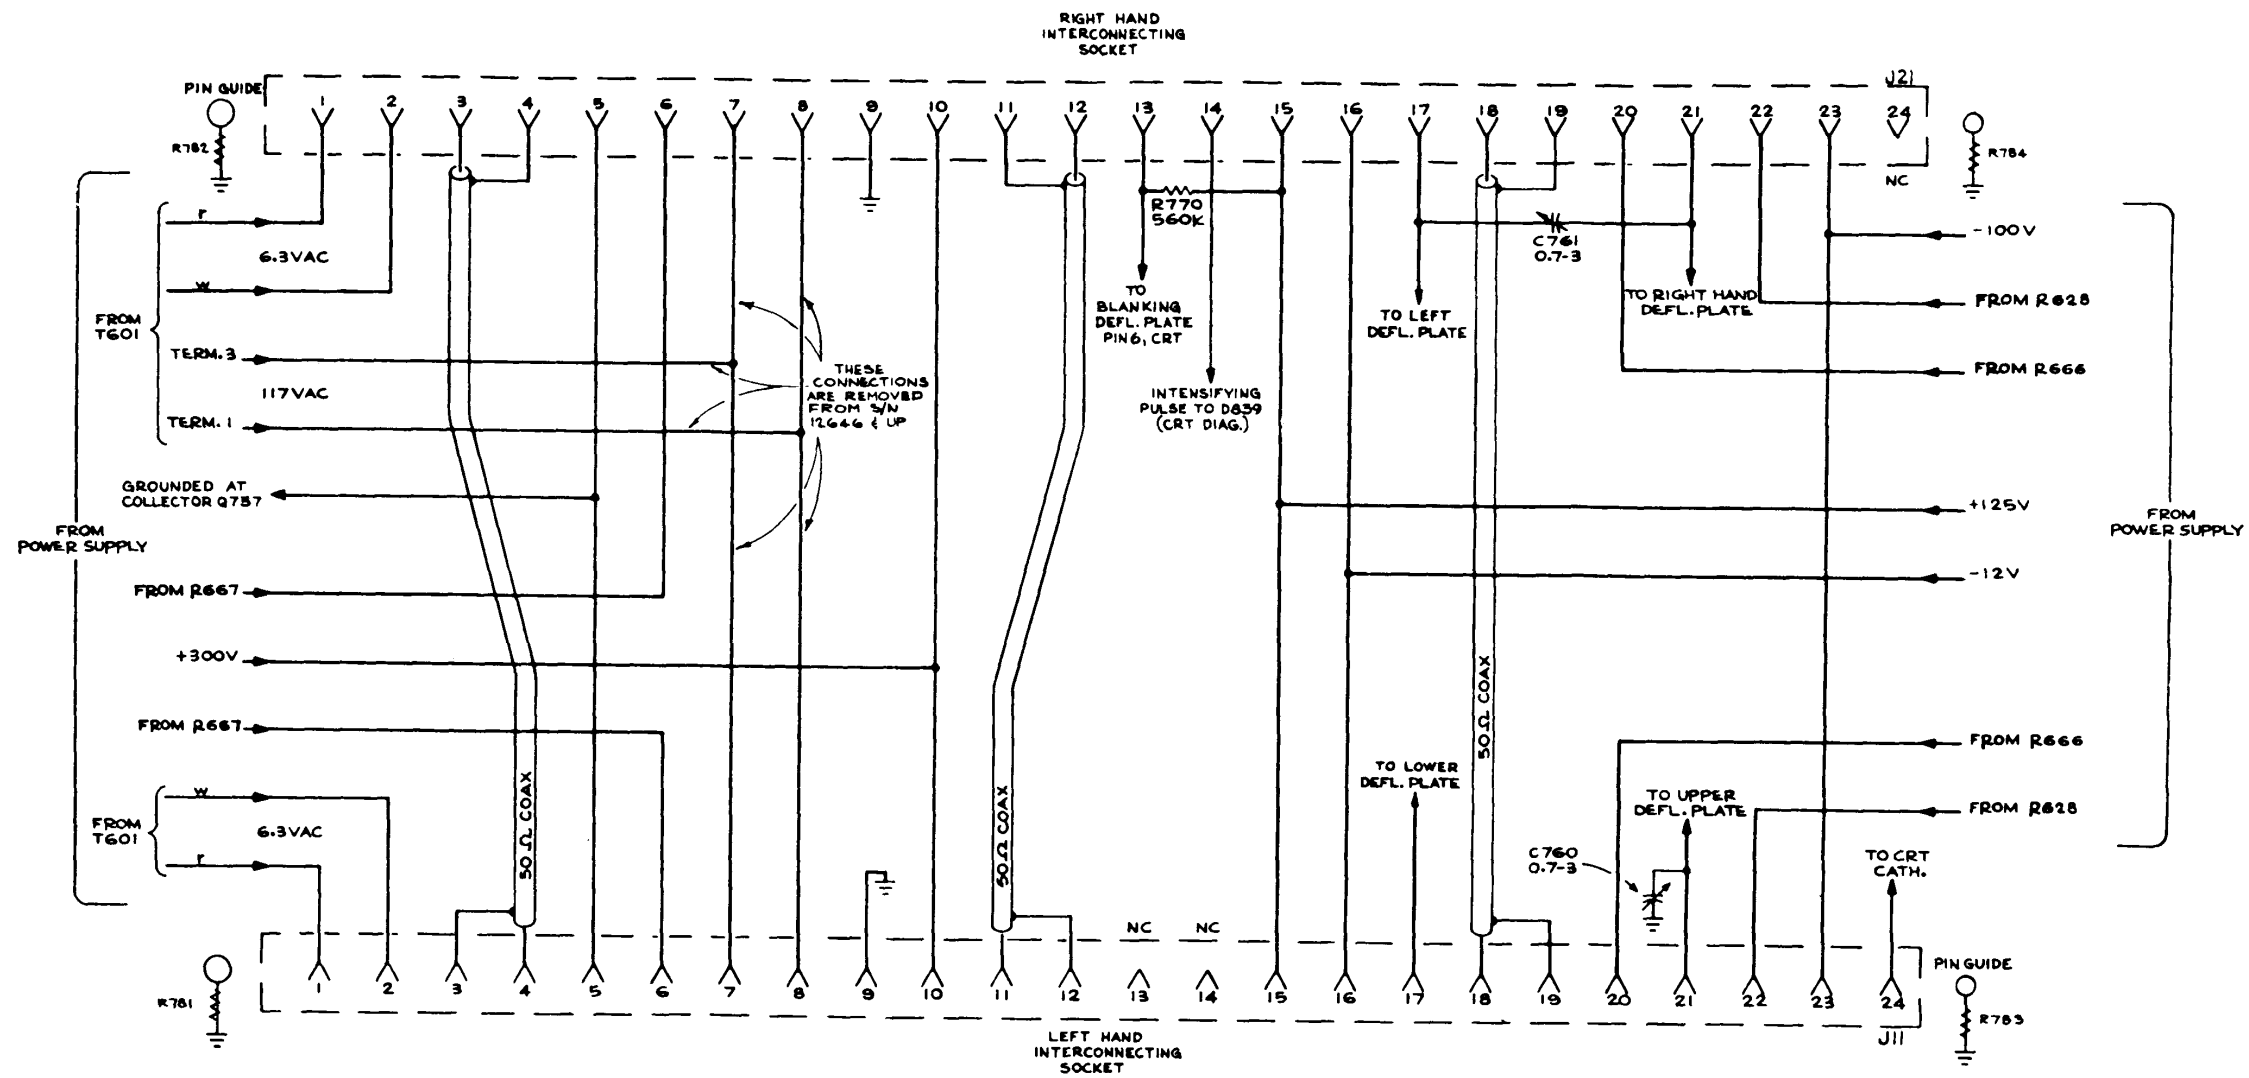 RIGHT HAND
INTERCONNECTING
SOCKET
J21
PIN GUIDE
1 2 3 4 5 6 7 8 9 10 11 12 13 14 15 16 17 18 19 20 21 22 23 24
R782
R784
NC
r
6.3VAC
w
FROM
T601
TERM. 3
117VAC
TERM. 1
R770
560K
C761
0.7-3
-100V
TO
BLANKING
DEFL. PLATE
PIN 6, CRT
TO LEFT
DEFL. PLATE
TO RIGHT HAND
DEFL. PLATE
FROM R628
FROM R666
THESE
CONNECTIONS
ARE REMOVED
FROM S/N
12646 & UP
INTENSIFYING
PULSE TO D839
(CRT DIAG.)
GROUNDED AT
COLLECTOR Q757
+125V
FROM
POWER SUPPLY
FROM
POWER SUPPLY
-12V
FROM R667
+300V
FROM R667
50Ω COAX
50Ω COAX
50Ω COAX
FROM R666
TO LOWER
DEFL. PLATE
TO UPPER
DEFL. PLATE
FROM R628
w
FROM
T601
6.3VAC
r
C760
0.7-3
TO CRT
CATH.
NC NC
PIN GUIDE
R781
1 2 3 4 5 6 7 8 9 10 11 12 13 14 15 16 17 18 19 20 21 22 23 24
R783
J11
LEFT HAND
INTERCONNECTING
SOCKET